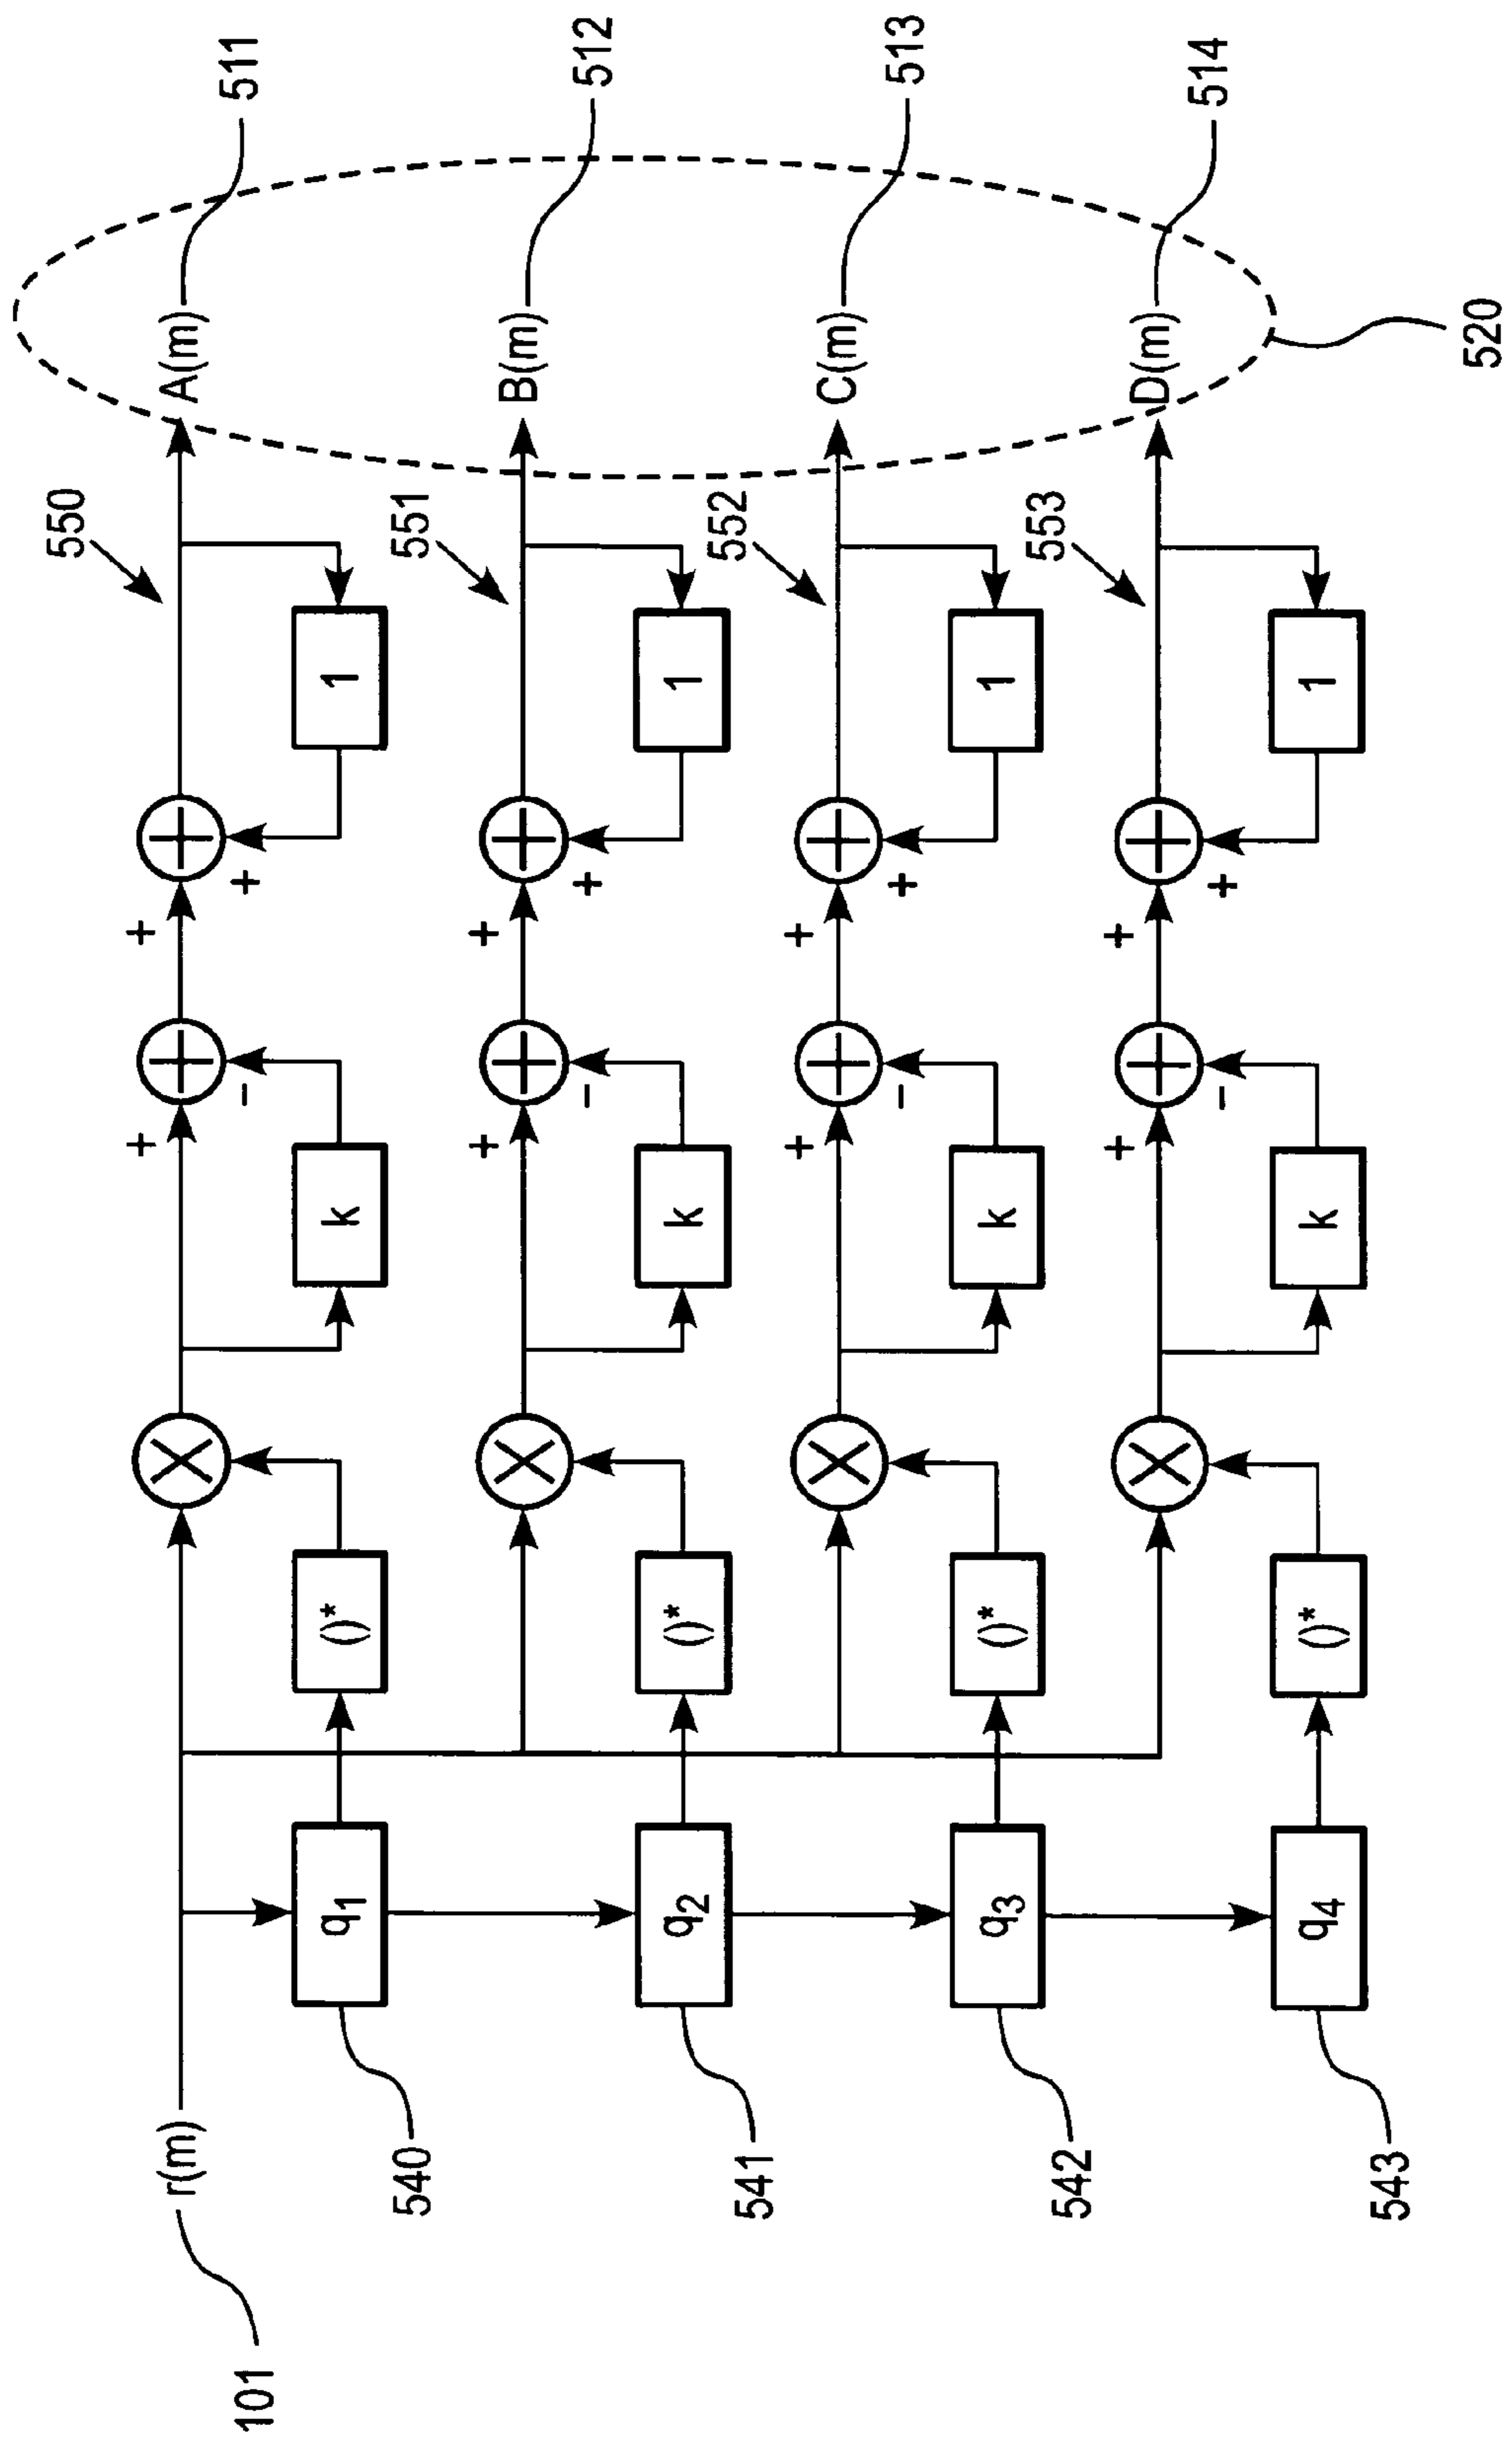 101
r(m)
540
q1
()*
+
-
k
+
+
1
550
A(m)
511
541
q2
()*
+
-
k
+
+
1
551
B(m)
512
542
q3
()*
+
-
k
+
+
1
552
C(m)
513
543
q4
()*
+
-
k
+
+
1
553
D(m)
514
520